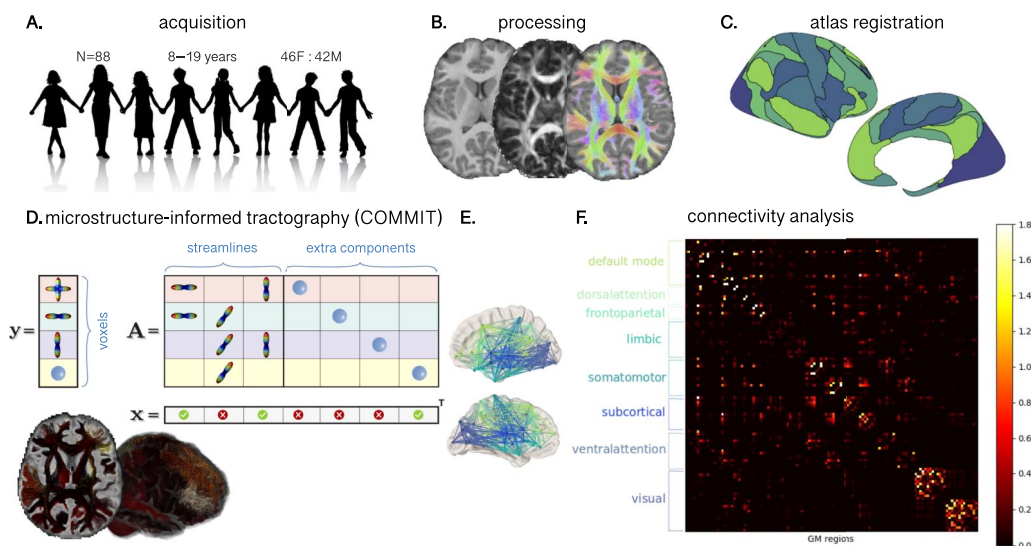 A. acquisition
N=88 8–19 years 46F : 42M
B. processing
C. atlas registration
D. microstructure-informed tractography (COMMIT)
streamlines extra components
y=
voxels
A=
x=
T
E.
F. connectivity analysis
default mode
dorsalattention
frontoparietal
limbic
somatomotor
subcortical
ventralattention
visual
GM regions
1.8
1.6
1.4
1.2
1.0
0.8
0.6
0.4
0.2
0.0